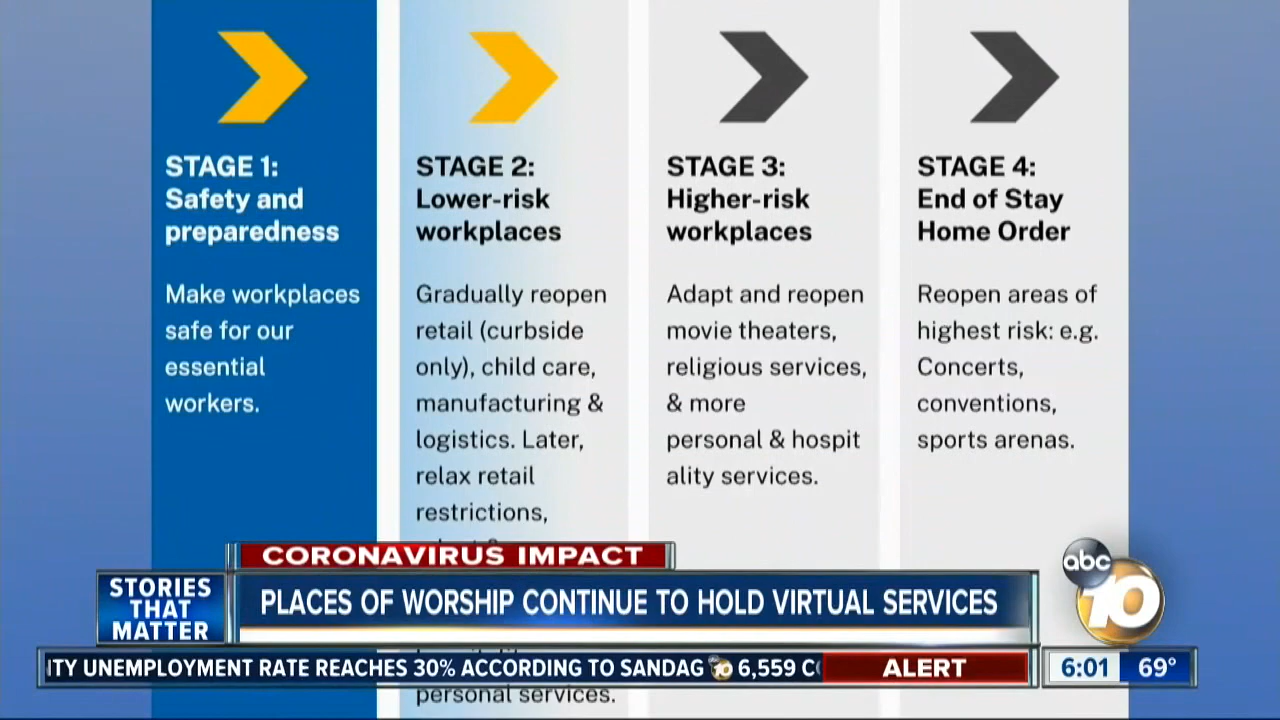 STAGE 1:
Safety and
preparedness
Make workplaces
safe for our
essential
workers.
STAGE 2:
Lower-risk
workplaces
Gradually reopen
retail (curbside
only), child care,
manufacturing &
logistics. Later,
relax retail
restrictions,
personal services.
STAGE 3:
Higher-risk
workplaces
Adapt and reopen
movie theaters,
religious services,
& more
personal & hospit
ality services.
STAGE 4:
End of Stay
Home Order
Reopen areas of
highest risk: e.g.
Concerts,
conventions,
sports arenas.
CORONAVIRUS IMPACT
STORIES
THAT
MATTER
PLACES OF WORSHIP CONTINUE TO HOLD VIRTUAL SERVICES
abc
10
ITY UNEMPLOYMENT RATE REACHES 30% ACCORDING TO SANDAG 10 6,559 C
ALERT
6:01 69°